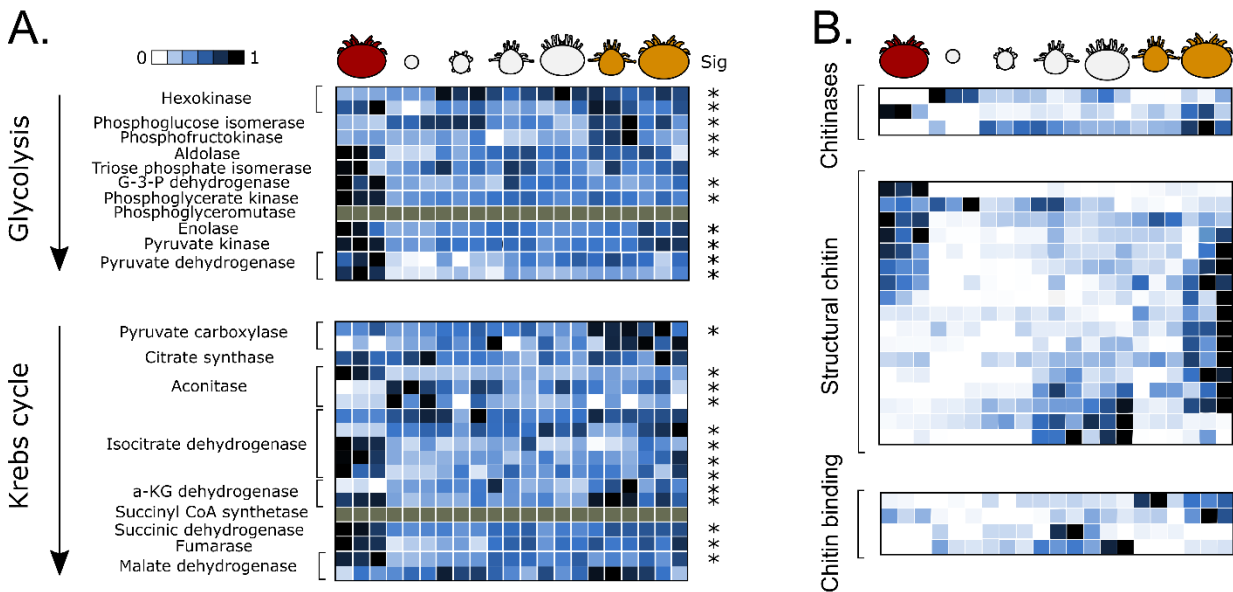 A.
B.
0
1
Sig
Glycolysis
Hexokinase
*
*
Phosphoglucose isomerase
*
Phosphofructokinase
*
Aldolase
*
Triose phosphate isomerase
G-3-P dehydrogenase
*
Phosphoglycerate kinase
*
Phosphoglyceromutase
Enolase
*
Pyruvate kinase
*
Pyruvate dehydrogenase
*
*
Krebs cycle
Pyruvate carboxylase
*
Citrate synthase
Aconitase
*
*
*
Isocitrate dehydrogenase
*
*
*
*
a-KG dehydrogenase
*
*
Succinyl CoA synthetase
Succinic dehydrogenase
*
Fumarase
*
Malate dehydrogenase
*
Chitinases
Structural chitin
Chitin binding